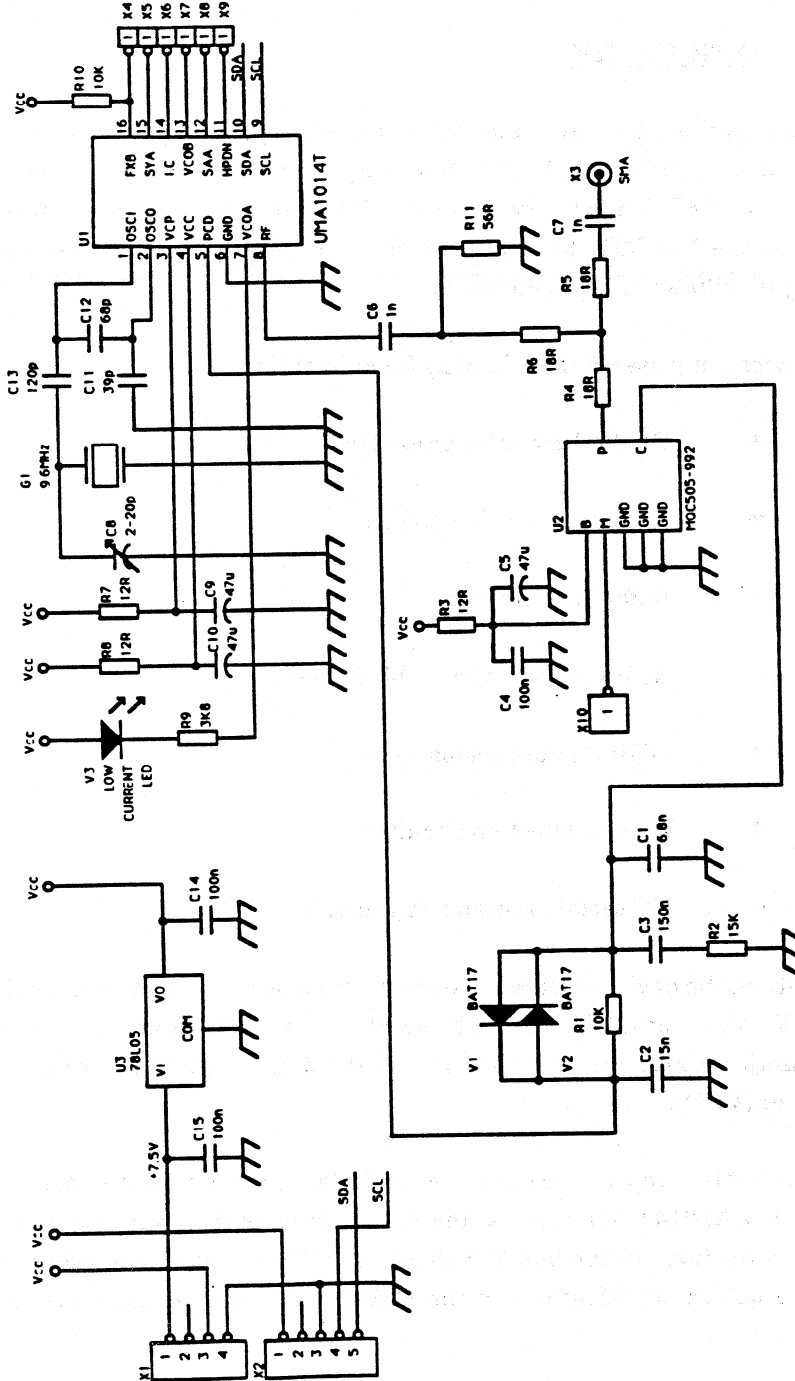 X4
X5
X6
X7
X8
X9
1
1
1
1
1
1
R10
10K
Vcc
SDA
SCL
16
15
14
13
12
11
10
9
FXB
SYA
I.C
VCOB
SAA
HPDN
SDA
SCL
U1
UMA1014T
OSCI
OSCO
VCP
VCC
PCD
GND
VCOA
RF
1
2
3
4
5
6
7
8
C12
68p
C13
120p
C11
39p
G1
9.6MHz
C8
2-20p
Vcc
R7
12R
C9
47u
Vcc
R8
12R
C10
47u
Vcc
V3
LOW
CURRENT
LED
R9
3K8
C6
1n
R11
56R
X3
SMA
C7
1n
R5
18R
R6
18R
R4
18R
U2
P
C
B
M
GND
GND
GND
MOC505-992
Vcc
R3
12R
C5
47u
C4
100n
X10
1
Vcc
C14
100n
U3
78L05
VI
VO
COM
+7.5V
C15
100n
BAT17
BAT17
V1
V2
R1
10K
C1
6.8n
C3
150n
R2
15K
C2
15n
Vcc
Vcc
SDA
SCL
X1
1
2
3
4
X2
1
2
3
4
5